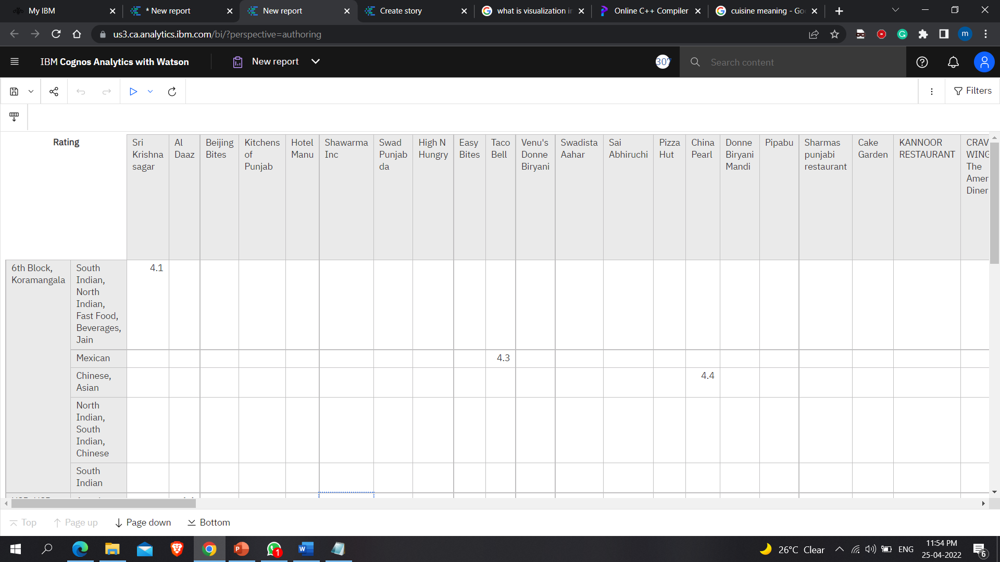 My IBM
* New report
New report
Create story
what is visualization in
Online C++ Compiler
cuisine meaning - Goo
us3.ca.analytics.ibm.com/bi/?perspective=authoring
m
IBM Cognos Analytics with Watson
New report
307
Search content
Filters
Rating
Sri Krishna sagar
Al Daaz
Beijing Bites
Kitchens of Punjab
Hotel Manu
Shawarma Inc
Swad Punjab da
High N Hungry
Easy Bites
Taco Bell
Venu's Donne Biryani
Swadista Aahar
Sai Abhiruchi
Pizza Hut
China Pearl
Donne Biryani Mandi
Pipabu
Sharmas punjabi restaurant
Cake Garden
KANNOOR RESTAURANT
CRAV WING The Amer Diner
6th Block, Koramangala
South Indian, North Indian, Fast Food, Beverages, Jain
4.1
Mexican
4.3
Chinese, Asian
4.4
North Indian, South Indian, Chinese
South Indian
Top
Page up
Page down
Bottom
1
26°C Clear
ENG
11:54 PM
25-04-2022
6